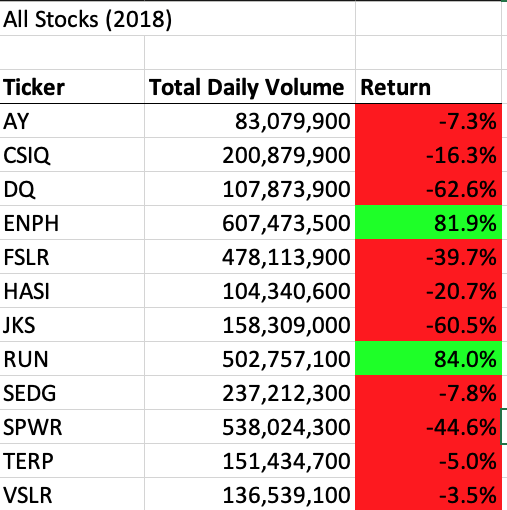 All Stocks (2018)
Ticker Total Daily Volume Return
AY 83,079,900 -7.3%
CSIQ 200,879,900 -16.3%
DQ 107,873,900 -62.6%
ENPH 607,473,500 81.9%
FSLR 478,113,900 -39.7%
HASI 104,340,600 -20.7%
JKS 158,309,000 -60.5%
RUN 502,757,100 84.0%
SEDG 237,212,300 -7.8%
SPWR 538,024,300 -44.6%
TERP 151,434,700 -5.0%
VSLR 136,539,100 -3.5%